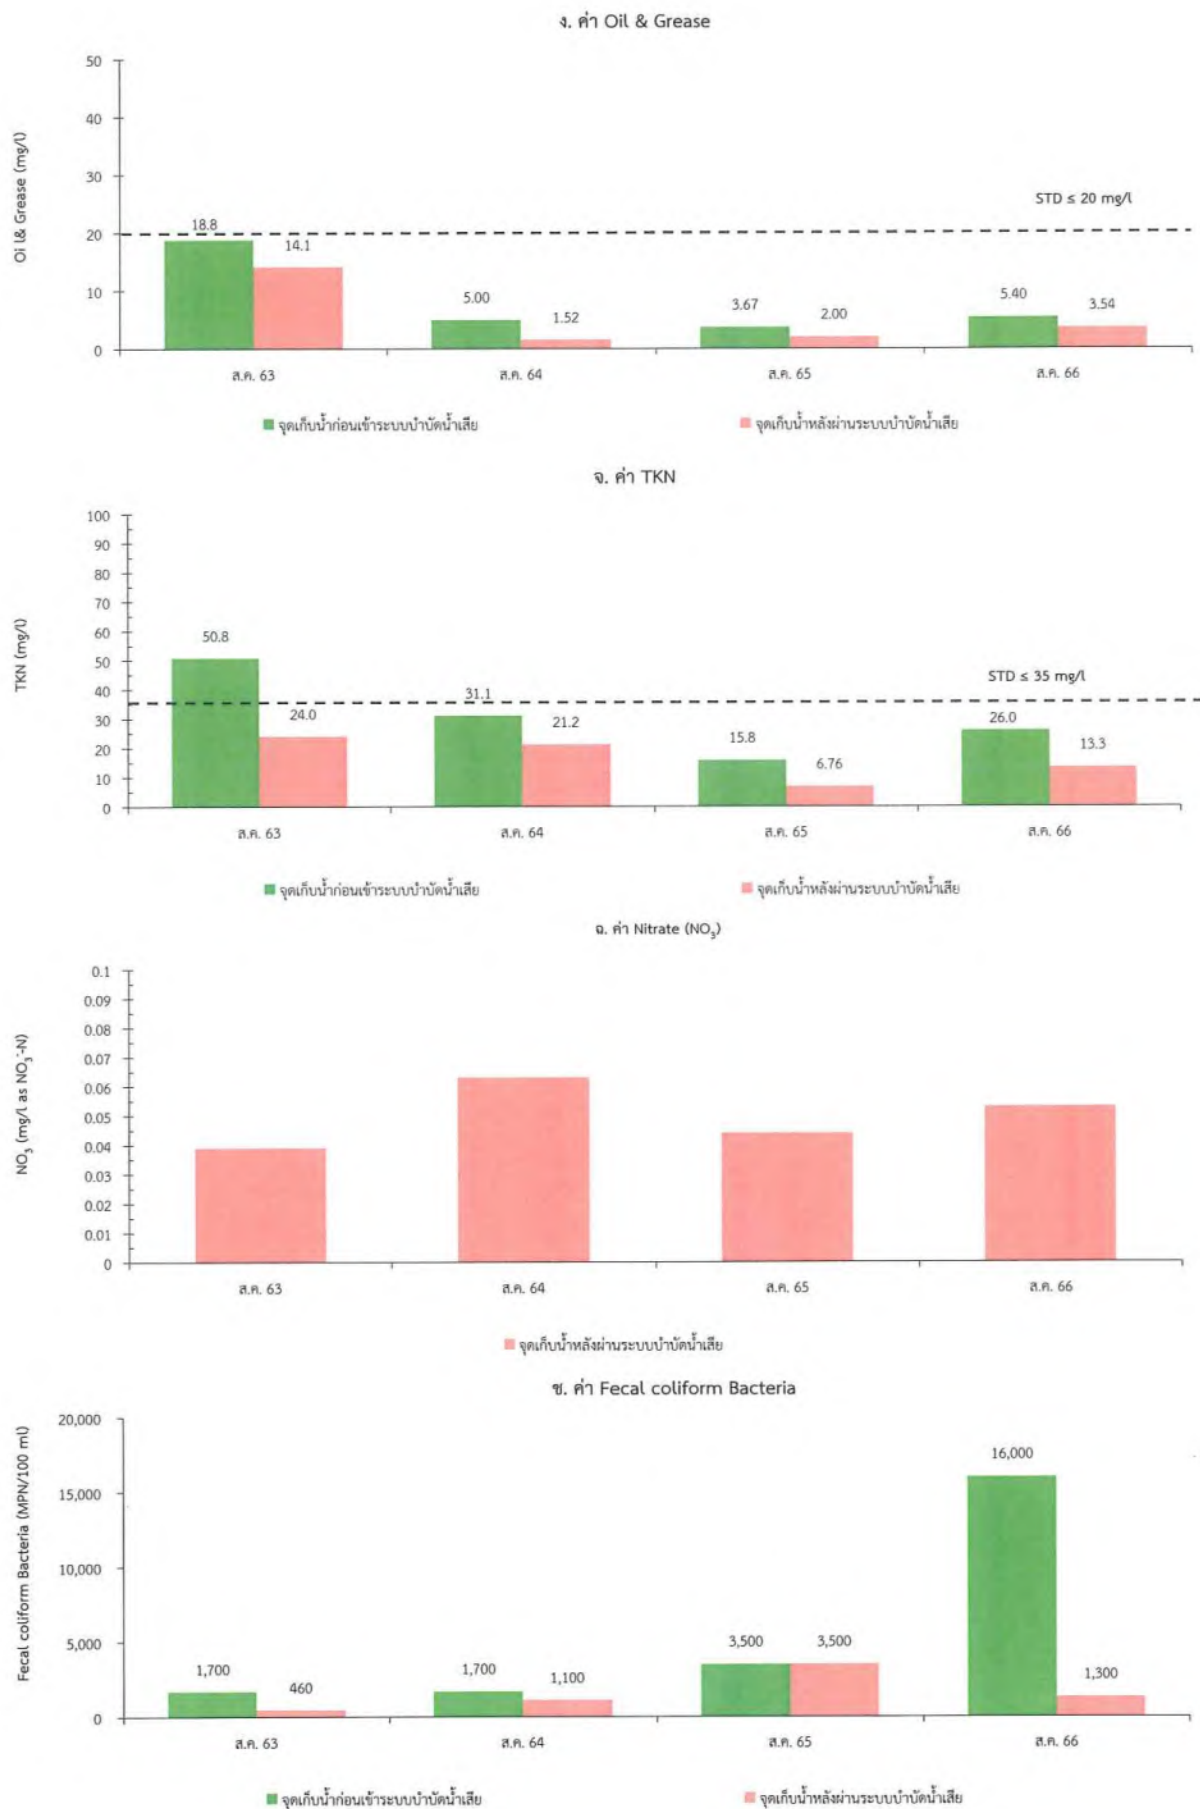 ง. ค่า Oil & Grease
Oi l& Grease (mg/l)
50
40
30
20
10
0
STD ≤ 20 mg/l
18.8
14.1
5.00
1.52
3.67
2.00
5.40
3.54
ส.ค. 63
ส.ค. 64
ส.ค. 65
ส.ค. 66
จุดเก็บน้ำก่อนเข้าระบบบำบัดน้ำเสีย
จุดเก็บน้ำหลังผ่านระบบบำบัดน้ำเสีย
จ. ค่า TKN
TKN (mg/l)
100
90
80
70
60
50
40
30
20
10
0
STD ≤ 35 mg/l
50.8
24.0
31.1
21.2
15.8
6.76
26.0
13.3
ส.ค. 63
ส.ค. 64
ส.ค. 65
ส.ค. 66
จุดเก็บน้ำก่อนเข้าระบบบำบัดน้ำเสีย
จุดเก็บน้ำหลังผ่านระบบบำบัดน้ำเสีย
ฉ. ค่า Nitrate (NO₃)
NO₃ (mg/l as NO₃⁻-N)
0.1
0.09
0.08
0.07
0.06
0.05
0.04
0.03
0.02
0.01
0
ส.ค. 63
ส.ค. 64
ส.ค. 65
ส.ค. 66
จุดเก็บน้ำหลังผ่านระบบบำบัดน้ำเสีย
ช. ค่า Fecal coliform Bacteria
Fecal coliform Bacteria (MPN/100 ml)
20,000
15,000
10,000
5,000
0
1,700
460
1,700
1,100
3,500
3,500
16,000
1,300
ส.ค. 63
ส.ค. 64
ส.ค. 65
ส.ค. 66
จุดเก็บน้ำก่อนเข้าระบบบำบัดน้ำเสีย
จุดเก็บน้ำหลังผ่านระบบบำบัดน้ำเสีย